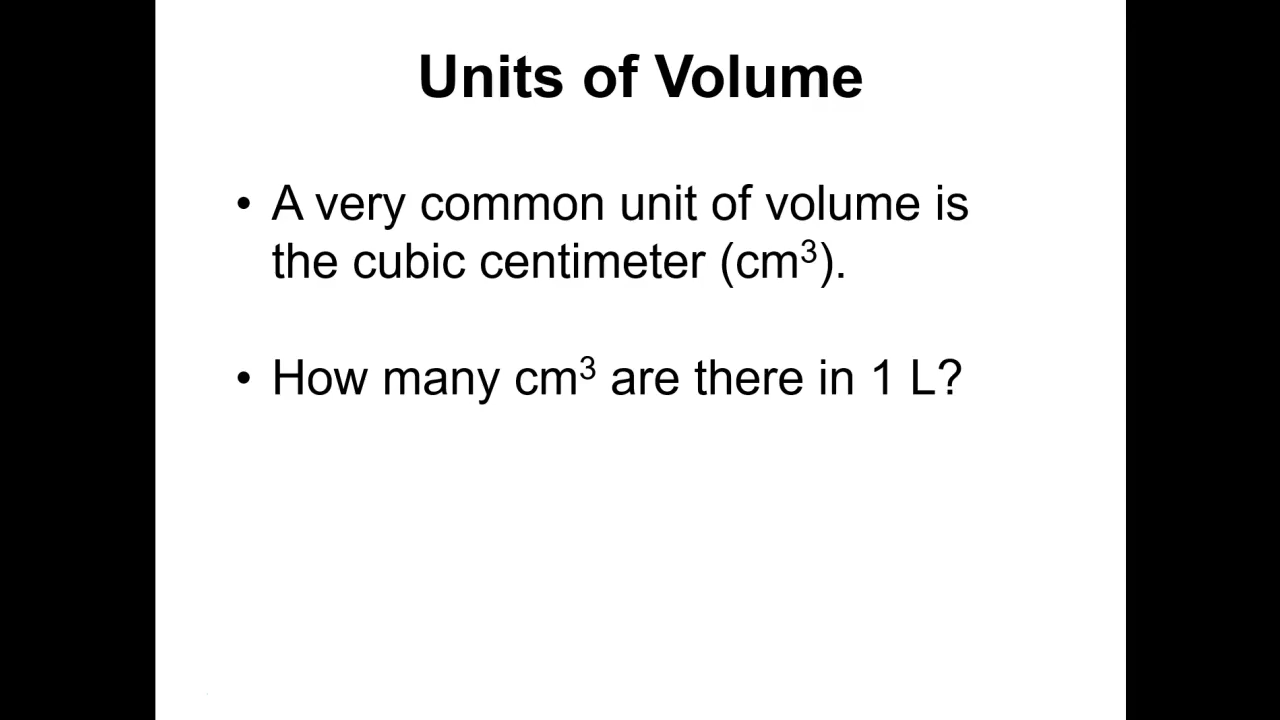 Units of Volume
• A very common unit of volume is
the cubic centimeter (cm³).
• How many cm³ are there in 1 L?